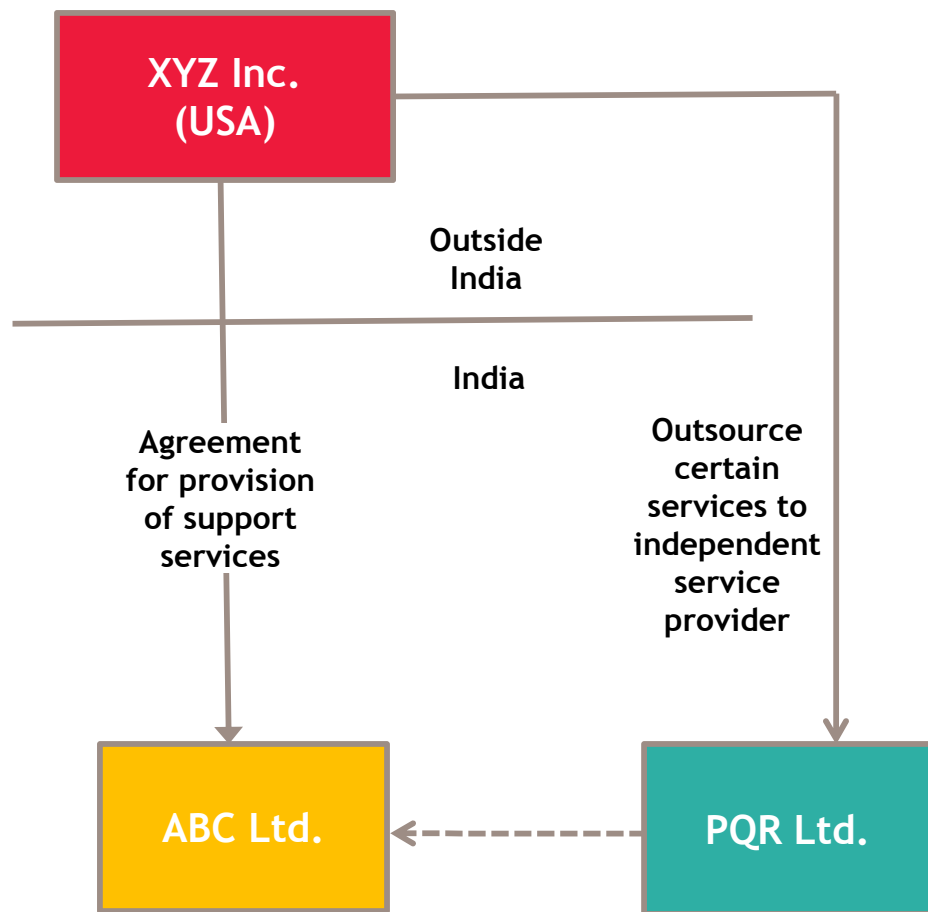 XYZ Inc.
(USA)
Outside
India
India
Agreement
for provision
of support
services
Outsource
certain
services to
independent
service
provider
ABC Ltd.
PQR Ltd.